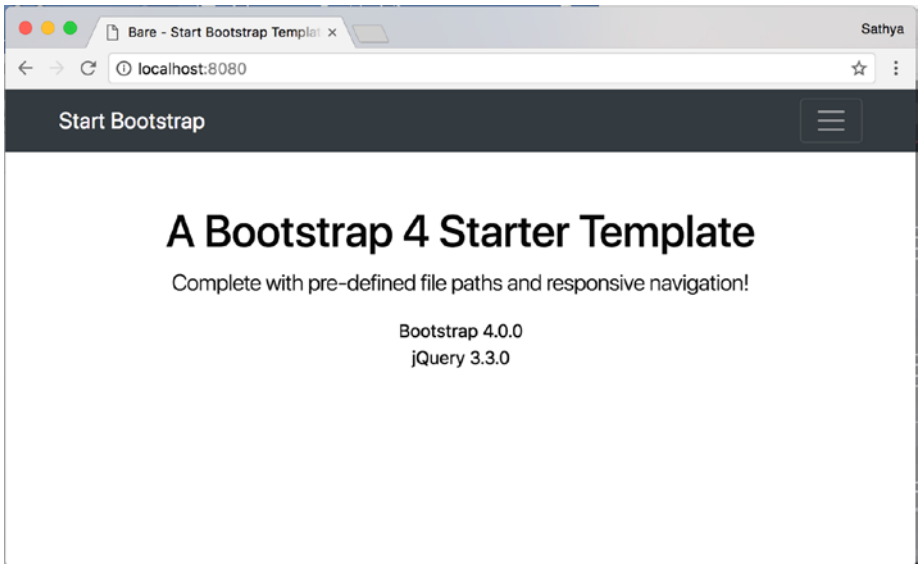 Bare - Start Bootstrap Templat
Sathya
localhost:8080
Start Bootstrap
A Bootstrap 4 Starter Template
Complete with pre-defined file paths and responsive navigation!
Bootstrap 4.0.0
jQuery 3.3.0